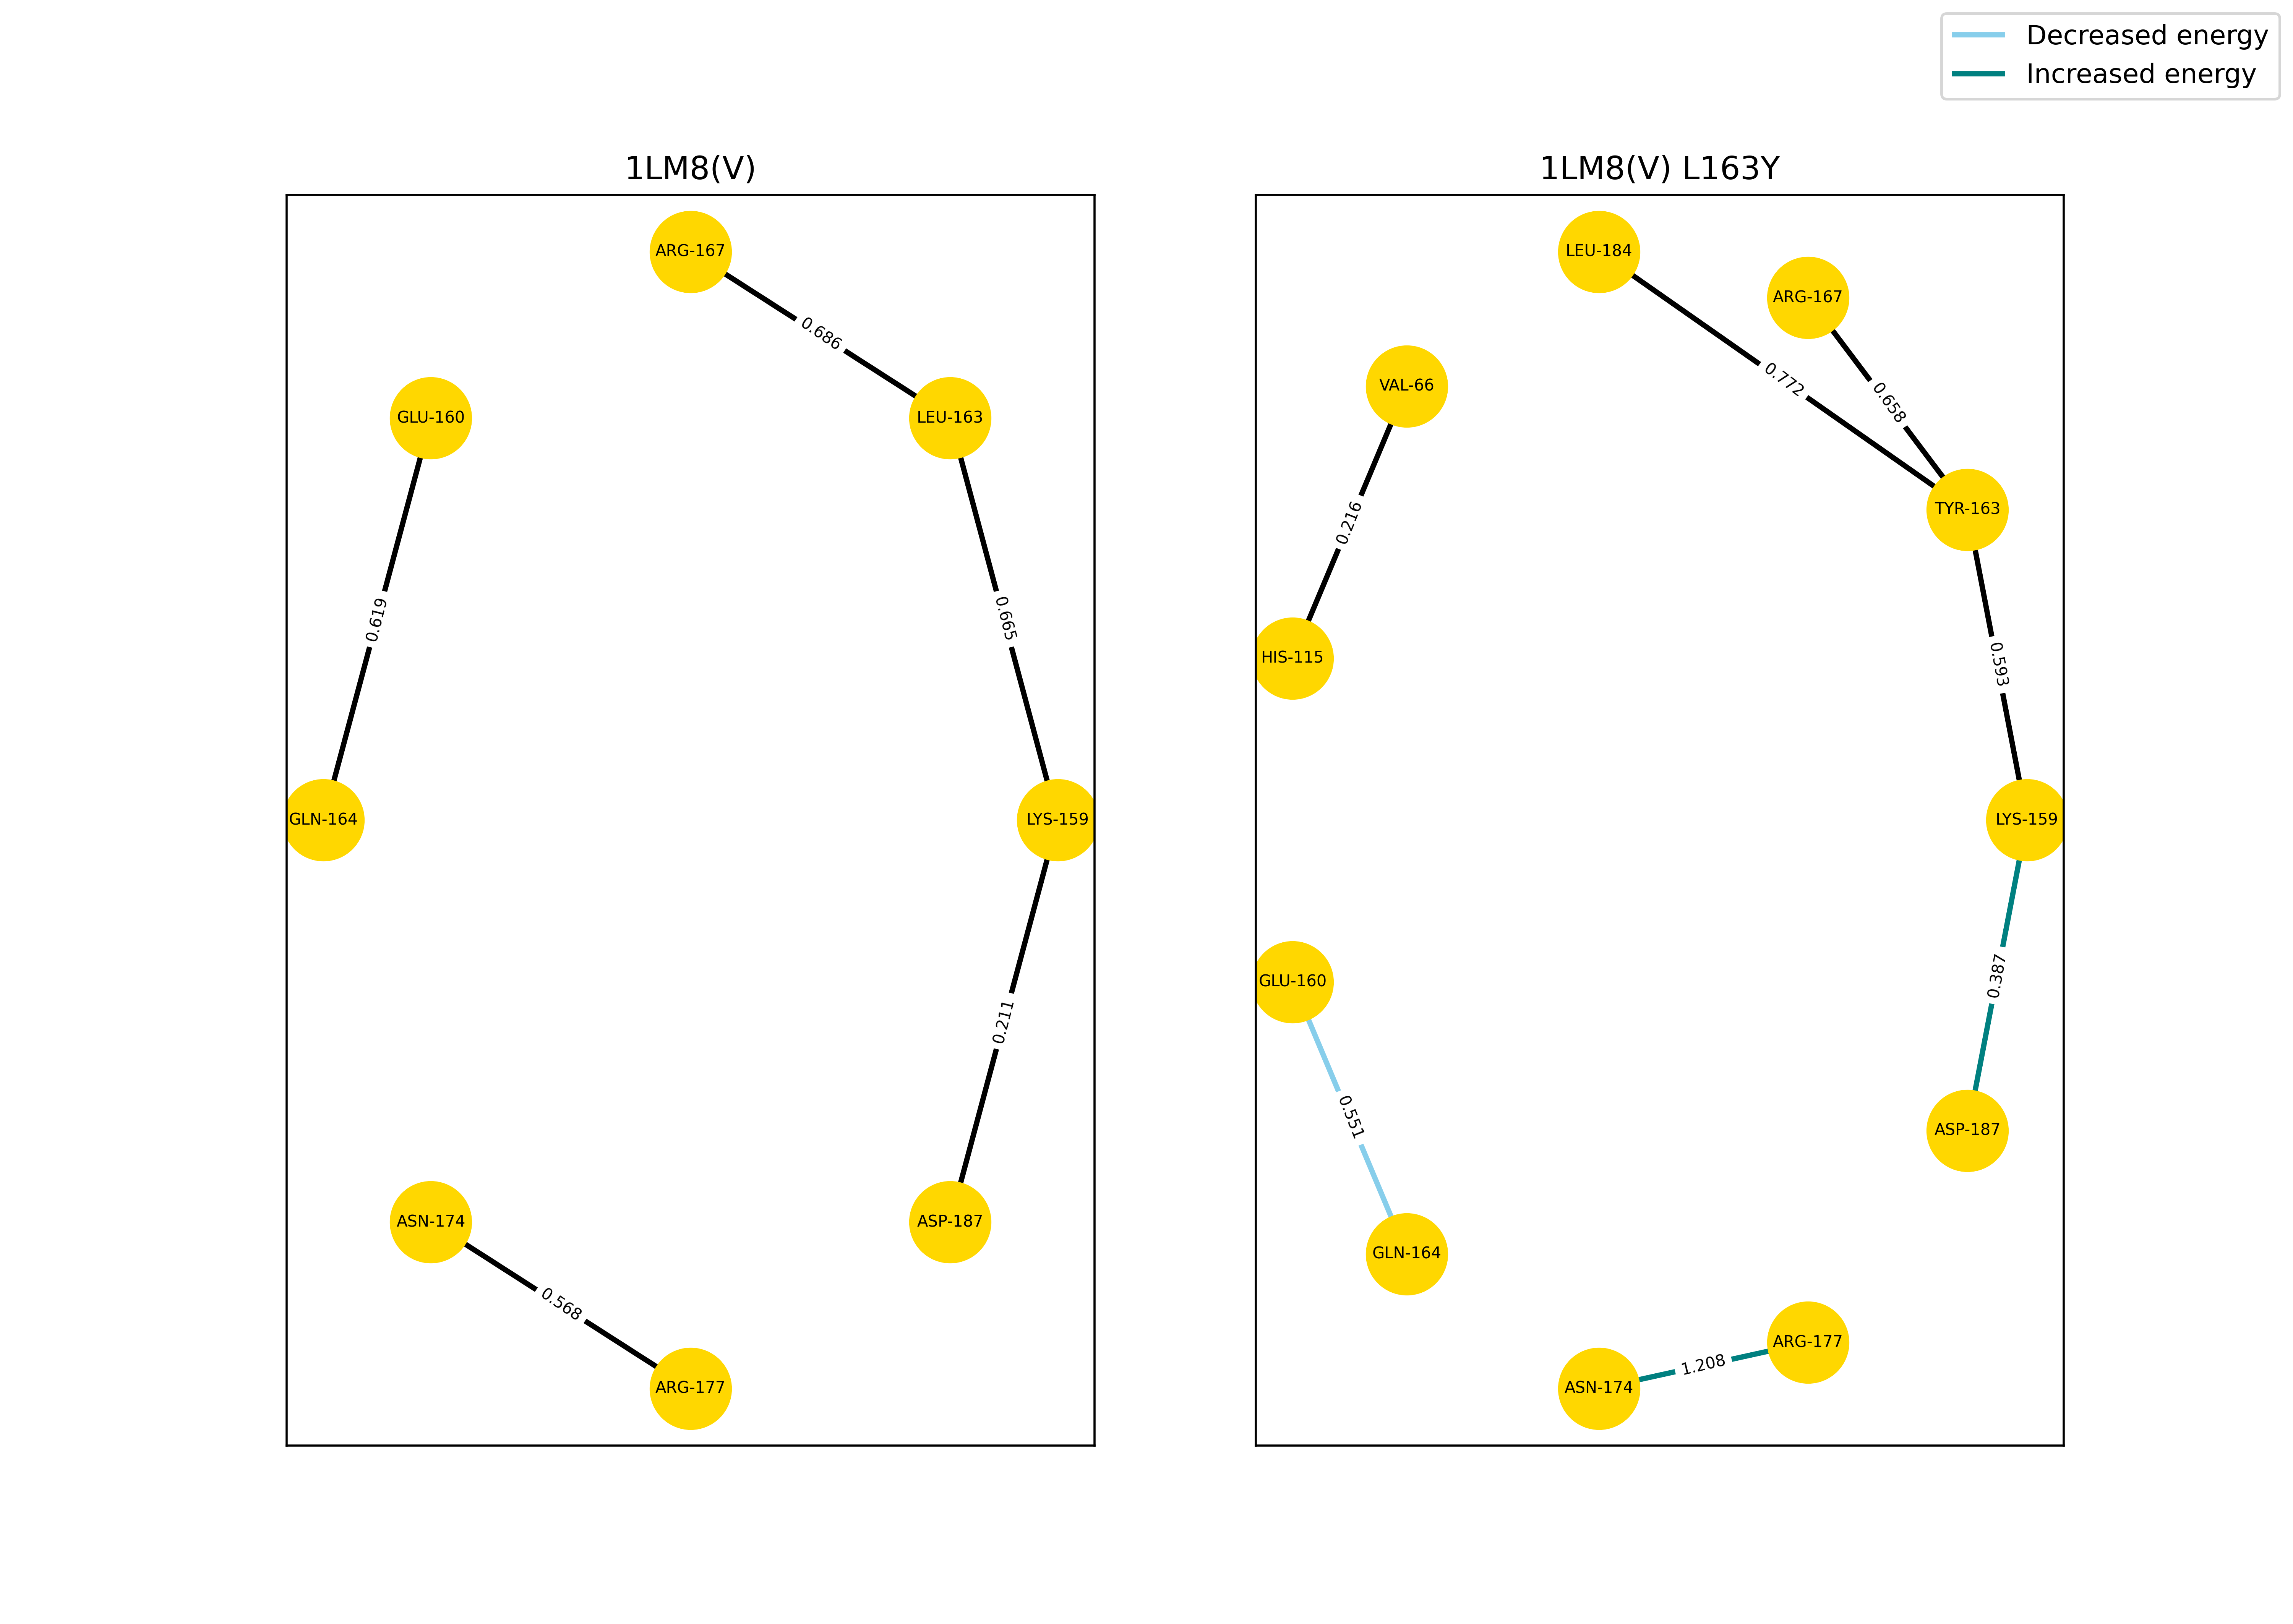 Decreased energy
Increased energy
1LM8(V)
ARG-167
0.686
GLU-160
LEU-163
0.619
0.665
GLN-164
LYS-159
0.211
ASN-174
ASP-187
0.568
ARG-177
1LM8(V) L163Y
LEU-184
ARG-167
0.772
VAL-66
0.658
TYR-163
0.216
HIS-115
0.593
LYS-159
GLU-160
0.387
0.551
ASP-187
GLN-164
ARG-177
1.208
ASN-174